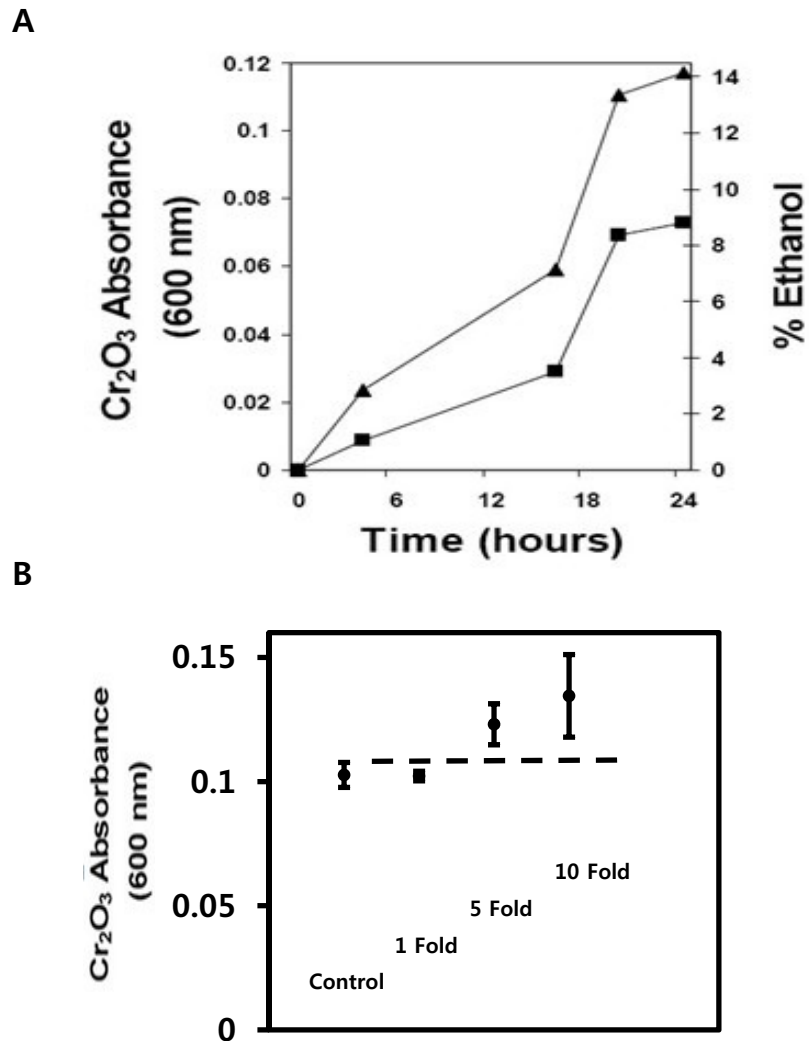 A
Cr₂O₃ Absorbance
(600 nm)
0.12
0.1
0.08
0.06
0.04
0.02
0
14
12
10
8
6
4
2
0
% Ethanol
0 6 12 18 24
Time (hours)
B
Cr₂O₃ Absorbance
(600 nm)
0.15
0.1
0.05
0
10 Fold
5 Fold
1 Fold
Control